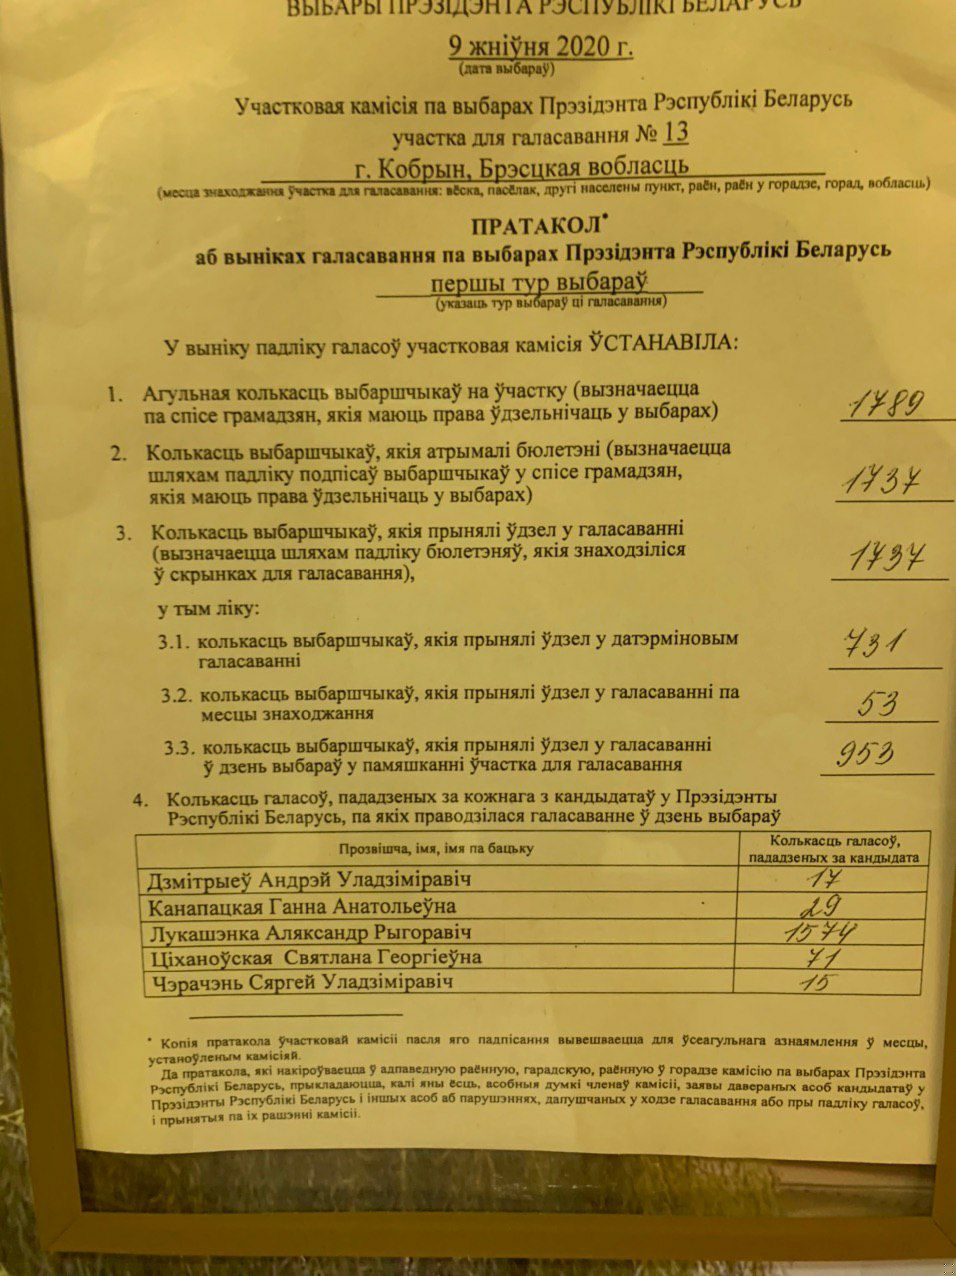 ВЫБАРЫ ПРЭЗІДЭНТА РЭСПУБЛІКІ БЕЛАРУСЬ
9 жніўня 2020 г.
(дата выбараў)
Участковая камісія па выбарах Прэзідэнта Рэспублікі Беларусь
участка для галасавання № 13
г. Кобрын, Брэсцкая вобласць
(месца знаходжання ўчастка для галасавання: вёска, пасёлак, другі населены пункт, раён, раён у горадзе, горад, вобласць)
ПРАТАКОЛ*
аб выніках галасавання па выбарах Прэзідэнта Рэспублікі Беларусь
першы тур выбараў
(указаць тур выбараў ці галасавання)
У выніку падліку галасоў участковая камісія ЎСТАНАВІЛА:
1. Агульная колькасць выбаршчыкаў на ўчастку (вызначаецца
па спісе грамадзян, якія маюць права ўдзельнічаць у выбарах) 1789
2. Колькасць выбаршчыкаў, якія атрымалі бюлетэні (вызначаецца
шляхам падліку подпісаў выбаршчыкаў у спісе грамадзян,
якія маюць права ўдзельнічаць у выбарах) 1737
3. Колькасць выбаршчыкаў, якія прынялі ўдзел у галасаванні
(вызначаецца шляхам падліку бюлетэняў, якія знаходзіліся
ў скрынках для галасавання), 1737
у тым ліку:
3.1. колькасць выбаршчыкаў, якія прынялі ўдзел у датэрміновым
галасаванні 731
3.2. колькасць выбаршчыкаў, якія прынялі ўдзел у галасаванні па
месцы знаходжання 53
3.3. колькасць выбаршчыкаў, якія прынялі ўдзел у галасаванні
ў дзень выбараў у памяшканні ўчастка для галасавання 953
4. Колькасць галасоў, пададзеных за кожнага з кандыдатаў у Прэзідэнты
Рэспублікі Беларусь, па якіх праводзілася галасаванне ў дзень выбараў
Прозвішча, імя, імя па бацьку Колькасць галасоў,
пададзеных за кандыдата
Дзмітрыеў Андрэй Уладзіміравіч 17
Канапацкая Ганна Анатольеўна 29
Лукашэнка Аляксандр Рыгоравіч 1574
Ціханоўская Святлана Георгіеўна 71
Чэрачэнь Сяргей Уладзіміравіч 15
* Копія пратакола ўчастковай камісіі пасля яго падпісання вывешваецца для ўсеагульнага азнаямлення ў месцы,
устаноўленым камісіяй.
Да пратакола, які накіроўваецца ў адпаведную раённую, гарадскую, раённую ў горадзе камісію па выбарах Прэзідэнта
Рэспублікі Беларусь, прыкладаюцца, калі яны ёсць, асобныя думкі членаў камісіі, заявы давераных асоб кандыдатаў у
Прэзідэнты Рэспублікі Беларусь і іншых асоб аб парушэннях, дапушчаных у ходзе галасавання або пры падліку галасоў,
і прынятыя па іх рашэнні камісіі.